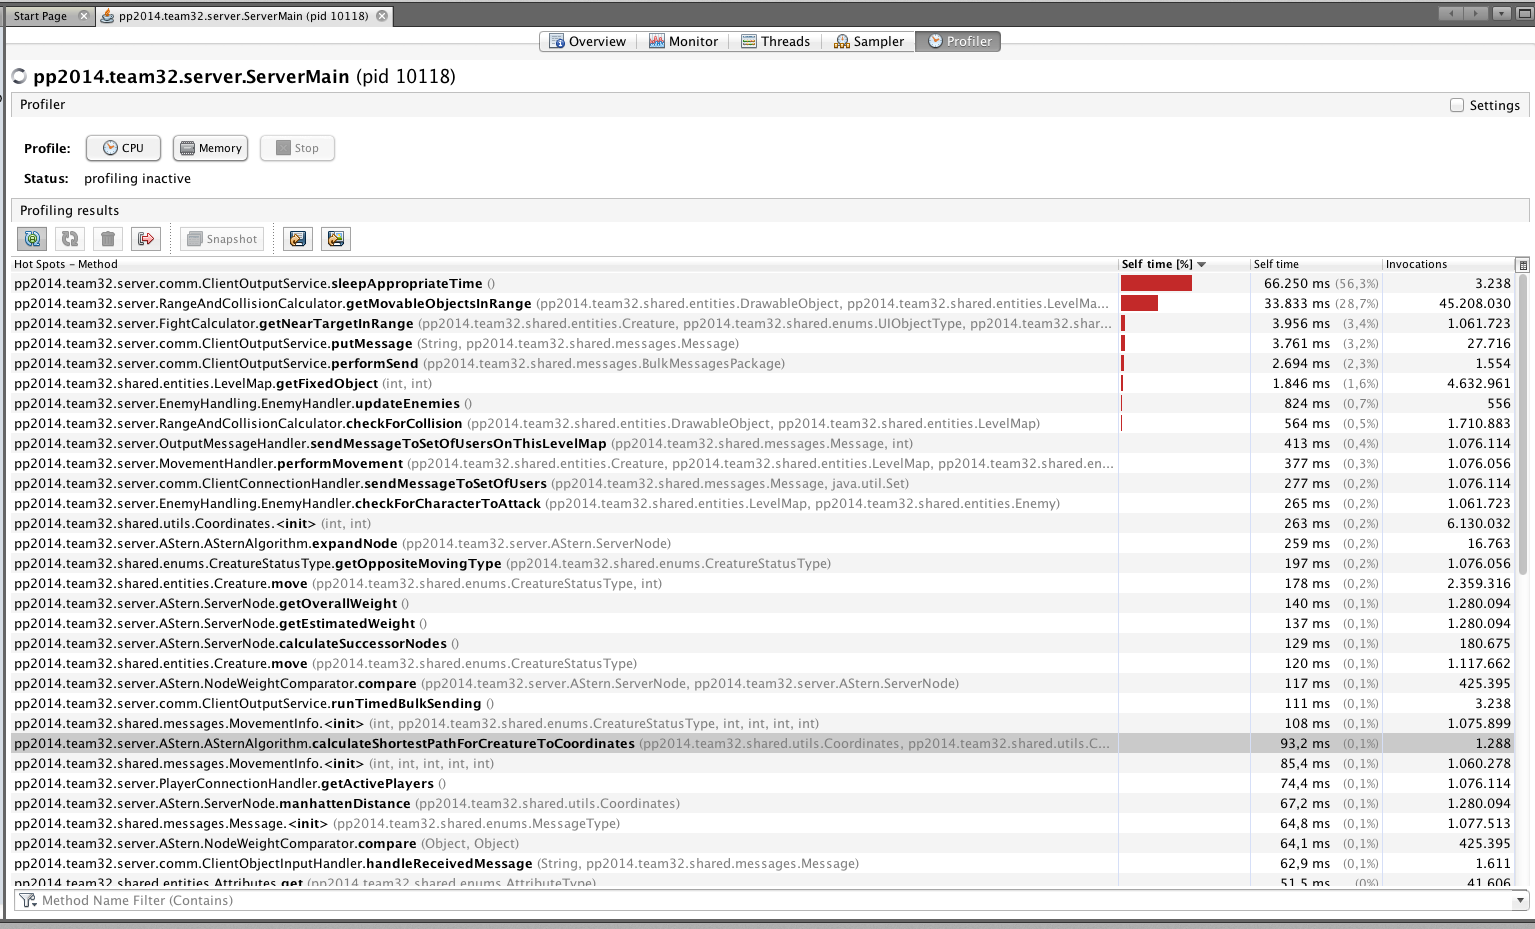 Start Page
pp2014.team32.server.ServerMain (pid 10118)
Overview Monitor Threads Sampler Profiler
pp2014.team32.server.ServerMain (pid 10118)
Profiler Settings
Profile: CPU Memory Stop
Status: profiling inactive
Profiling results
Snapshot
Hot Spots – Method Self time [%] Self time Invocations
pp2014.team32.server.comm.ClientOutputService.sleepAppropriateTime () 66.250 ms (56,3%) 3.238
pp2014.team32.server.RangeAndCollisionCalculator.getMovableObjectsInRange (pp2014.team32.shared.entities.DrawableObject, pp2014.team32.shared.entities.LevelMa... 33.833 ms (28,7%) 45.208.030
pp2014.team32.server.FightCalculator.getNearTargetInRange (pp2014.team32.shared.entities.Creature, pp2014.team32.shared.enums.UIObjectType, pp2014.team32.shar... 3.956 ms (3,4%) 1.061.723
pp2014.team32.server.comm.ClientOutputService.putMessage (String, pp2014.team32.shared.messages.Message) 3.761 ms (3,2%) 27.716
pp2014.team32.server.comm.ClientOutputService.performSend (pp2014.team32.shared.messages.BulkMessagesPackage) 2.694 ms (2,3%) 1.554
pp2014.team32.shared.entities.LevelMap.getFixedObject (int, int) 1.846 ms (1,6%) 4.632.961
pp2014.team32.server.EnemyHandling.EnemyHandler.updateEnemies () 824 ms (0,7%) 556
pp2014.team32.server.RangeAndCollisionCalculator.checkForCollision (pp2014.team32.shared.entities.DrawableObject, pp2014.team32.shared.entities.LevelMap) 564 ms (0,5%) 1.710.883
pp2014.team32.server.OutputMessageHandler.sendMessageToSetOfUsersOnThisLevelMap (pp2014.team32.shared.messages.Message, int) 413 ms (0,4%) 1.076.114
pp2014.team32.server.MovementHandler.performMovement (pp2014.team32.shared.entities.Creature, pp2014.team32.shared.entities.LevelMap, pp2014.team32.shared.en... 377 ms (0,3%) 1.076.056
pp2014.team32.server.comm.ClientConnectionHandler.sendMessageToSetOfUsers (pp2014.team32.shared.messages.Message, java.util.Set) 277 ms (0,2%) 1.076.114
pp2014.team32.server.EnemyHandling.EnemyHandler.checkForCharacterToAttack (pp2014.team32.shared.entities.LevelMap, pp2014.team32.shared.entities.Enemy) 265 ms (0,2%) 1.061.723
pp2014.team32.shared.utils.Coordinates.<init> (int, int) 263 ms (0,2%) 6.130.032
pp2014.team32.server.AStern.ASternAlgorithm.expandNode (pp2014.team32.server.AStern.ServerNode) 259 ms (0,2%) 16.763
pp2014.team32.shared.enums.CreatureStatusType.getOppositeMovingType (pp2014.team32.shared.enums.CreatureStatusType) 197 ms (0,2%) 1.076.056
pp2014.team32.shared.entities.Creature.move (pp2014.team32.shared.enums.CreatureStatusType, int) 178 ms (0,2%) 2.359.316
pp2014.team32.server.AStern.ServerNode.getOverallWeight () 140 ms (0,1%) 1.280.094
pp2014.team32.server.AStern.ServerNode.getEstimatedWeight () 137 ms (0,1%) 1.280.094
pp2014.team32.server.AStern.ServerNode.calculateSuccessorNodes () 129 ms (0,1%) 180.675
pp2014.team32.shared.entities.Creature.move (pp2014.team32.shared.enums.CreatureStatusType) 120 ms (0,1%) 1.117.662
pp2014.team32.server.AStern.NodeWeightComparator.compare (pp2014.team32.server.AStern.ServerNode, pp2014.team32.server.AStern.ServerNode) 117 ms (0,1%) 425.395
pp2014.team32.server.comm.ClientOutputService.runTimedBulkSending () 111 ms (0,1%) 3.238
pp2014.team32.shared.messages.MovementInfo.<init> (int, pp2014.team32.shared.enums.CreatureStatusType, int, int, int, int) 108 ms (0,1%) 1.075.899
pp2014.team32.server.AStern.ASternAlgorithm.calculateShortestPathForCreatureToCoordinates (pp2014.team32.shared.utils.Coordinates, pp2014.team32.shared.utils.C... 93,2 ms (0,1%) 1.288
pp2014.team32.shared.messages.MovementInfo.<init> (int, int, int, int, int) 85,4 ms (0,1%) 1.060.278
pp2014.team32.server.PlayerConnectionHandler.getActivePlayers () 74,4 ms (0,1%) 1.076.114
pp2014.team32.server.AStern.ServerNode.manhattenDistance (pp2014.team32.shared.utils.Coordinates) 67,2 ms (0,1%) 1.280.094
pp2014.team32.shared.messages.Message.<init> (pp2014.team32.shared.enums.MessageType) 64,8 ms (0,1%) 1.077.513
pp2014.team32.server.AStern.NodeWeightComparator.compare (Object, Object) 64,1 ms (0,1%) 425.395
pp2014.team32.server.comm.ClientObjectInputHandler.handleReceivedMessage (String, pp2014.team32.shared.messages.Message) 62,9 ms (0,1%) 1.611
pp2014.team32.shared.entities.Attributes.get (pp2014.team32.shared.enums.AttributeType) 51,5 ms (0%) 41.606
Method Name Filter (Contains)